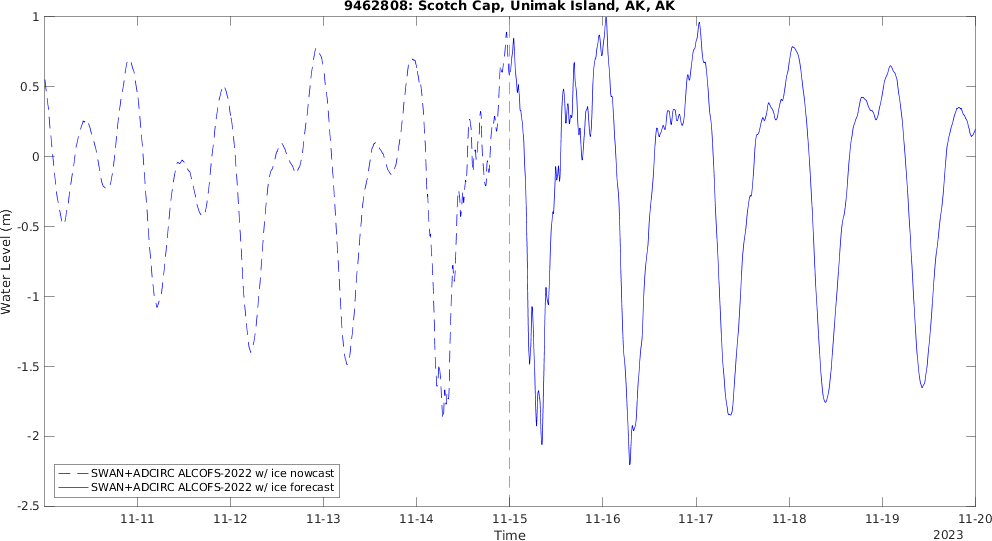 9462808: Scotch Cap, Unimak Island, AK, AK
1
0.5
0
-0.5
-1
-1.5
-2
-2.5
Water Level (m)
SWAN+ADCIRC ALCOFS-2022 w/ ice nowcast
SWAN+ADCIRC ALCOFS-2022 w/ ice forecast
11-11 11-12 11-13 11-14 11-15 11-16 11-17 11-18 11-19 11-20
Time
2023